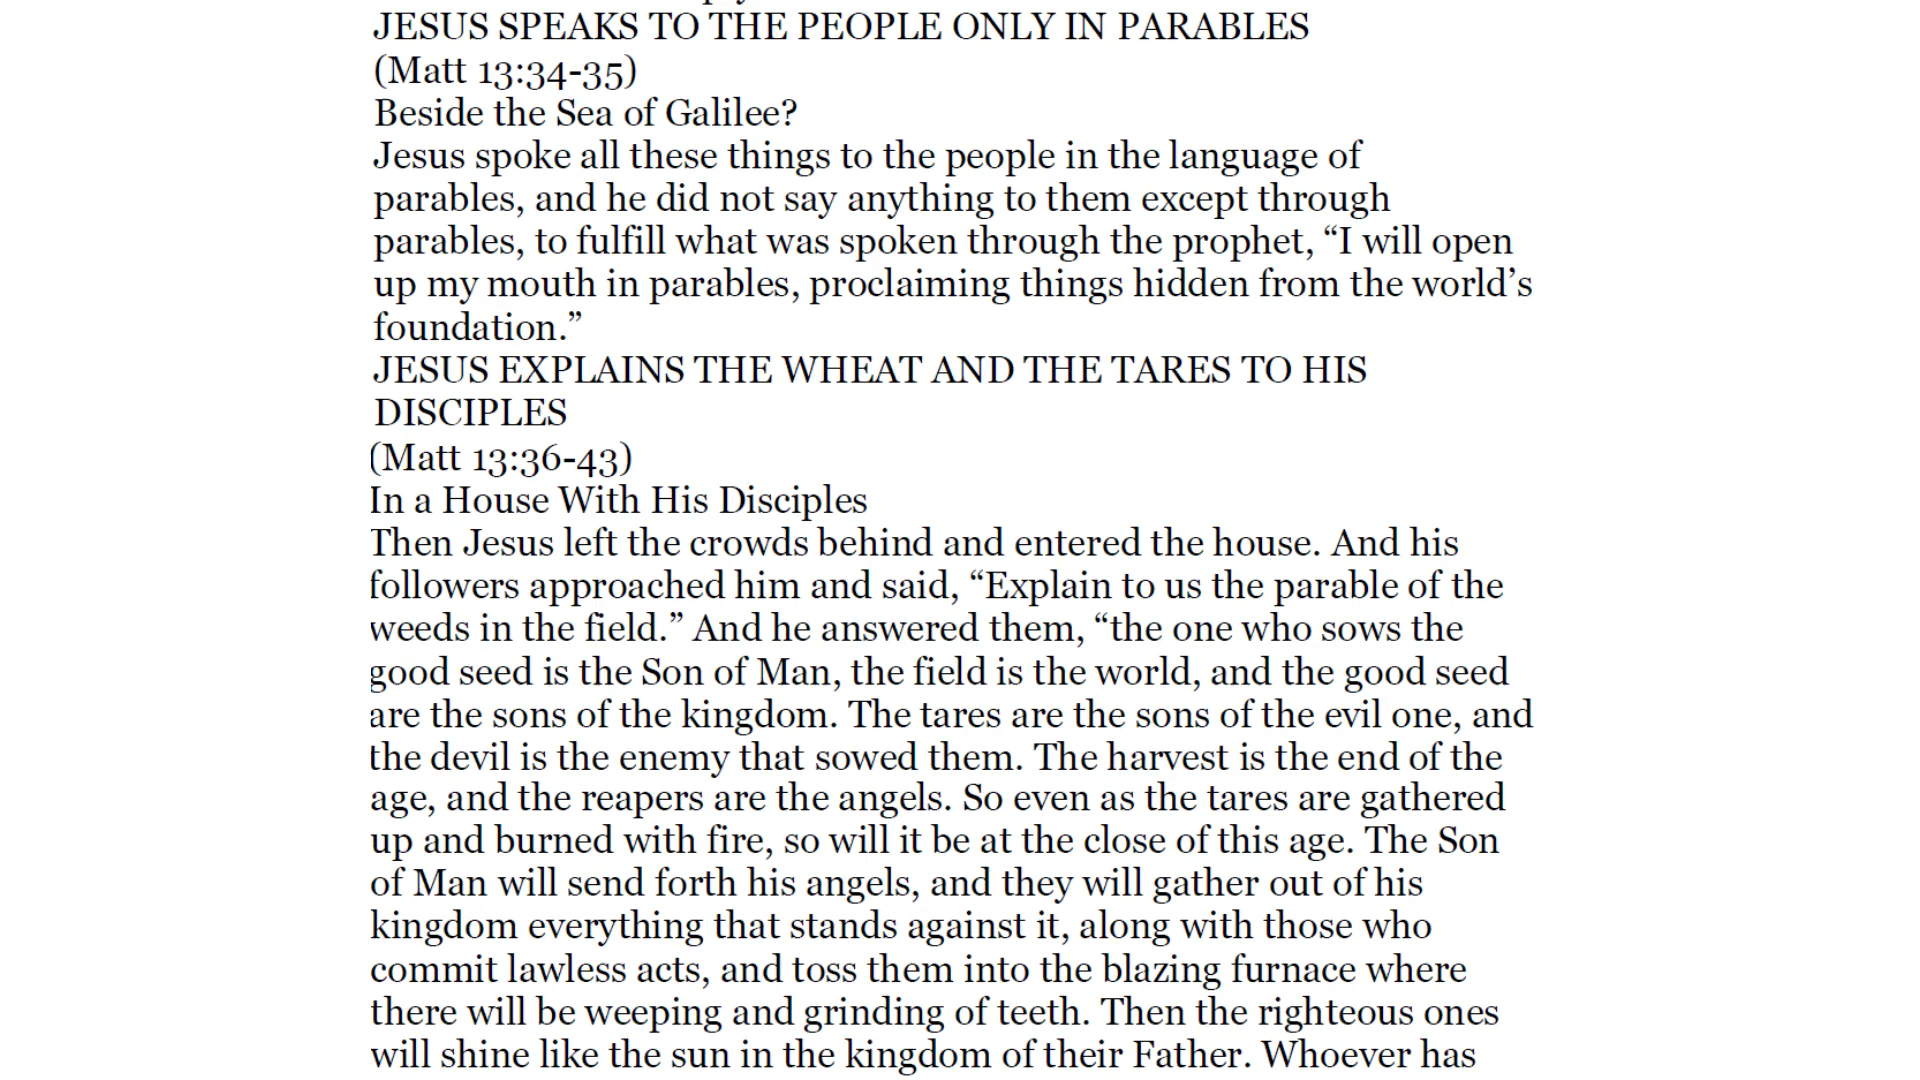 JESUS SPEAKS TO THE PEOPLE ONLY IN PARABLES
(Matt 13:34-35)
Beside the Sea of Galilee?
Jesus spoke all these things to the people in the language of
parables, and he did not say anything to them except through
parables, to fulfill what was spoken through the prophet, “I will open
up my mouth in parables, proclaiming things hidden from the world’s
foundation.”
JESUS EXPLAINS THE WHEAT AND THE TARES TO HIS
DISCIPLES
(Matt 13:36-43)
In a House With His Disciples
Then Jesus left the crowds behind and entered the house. And his
followers approached him and said, “Explain to us the parable of the
weeds in the field.” And he answered them, “the one who sows the
good seed is the Son of Man, the field is the world, and the good seed
are the sons of the kingdom. The tares are the sons of the evil one, and
the devil is the enemy that sowed them. The harvest is the end of the
age, and the reapers are the angels. So even as the tares are gathered
up and burned with fire, so will it be at the close of this age. The Son
of Man will send forth his angels, and they will gather out of his
kingdom everything that stands against it, along with those who
commit lawless acts, and toss them into the blazing furnace where
there will be weeping and grinding of teeth. Then the righteous ones
will shine like the sun in the kingdom of their Father. Whoever has